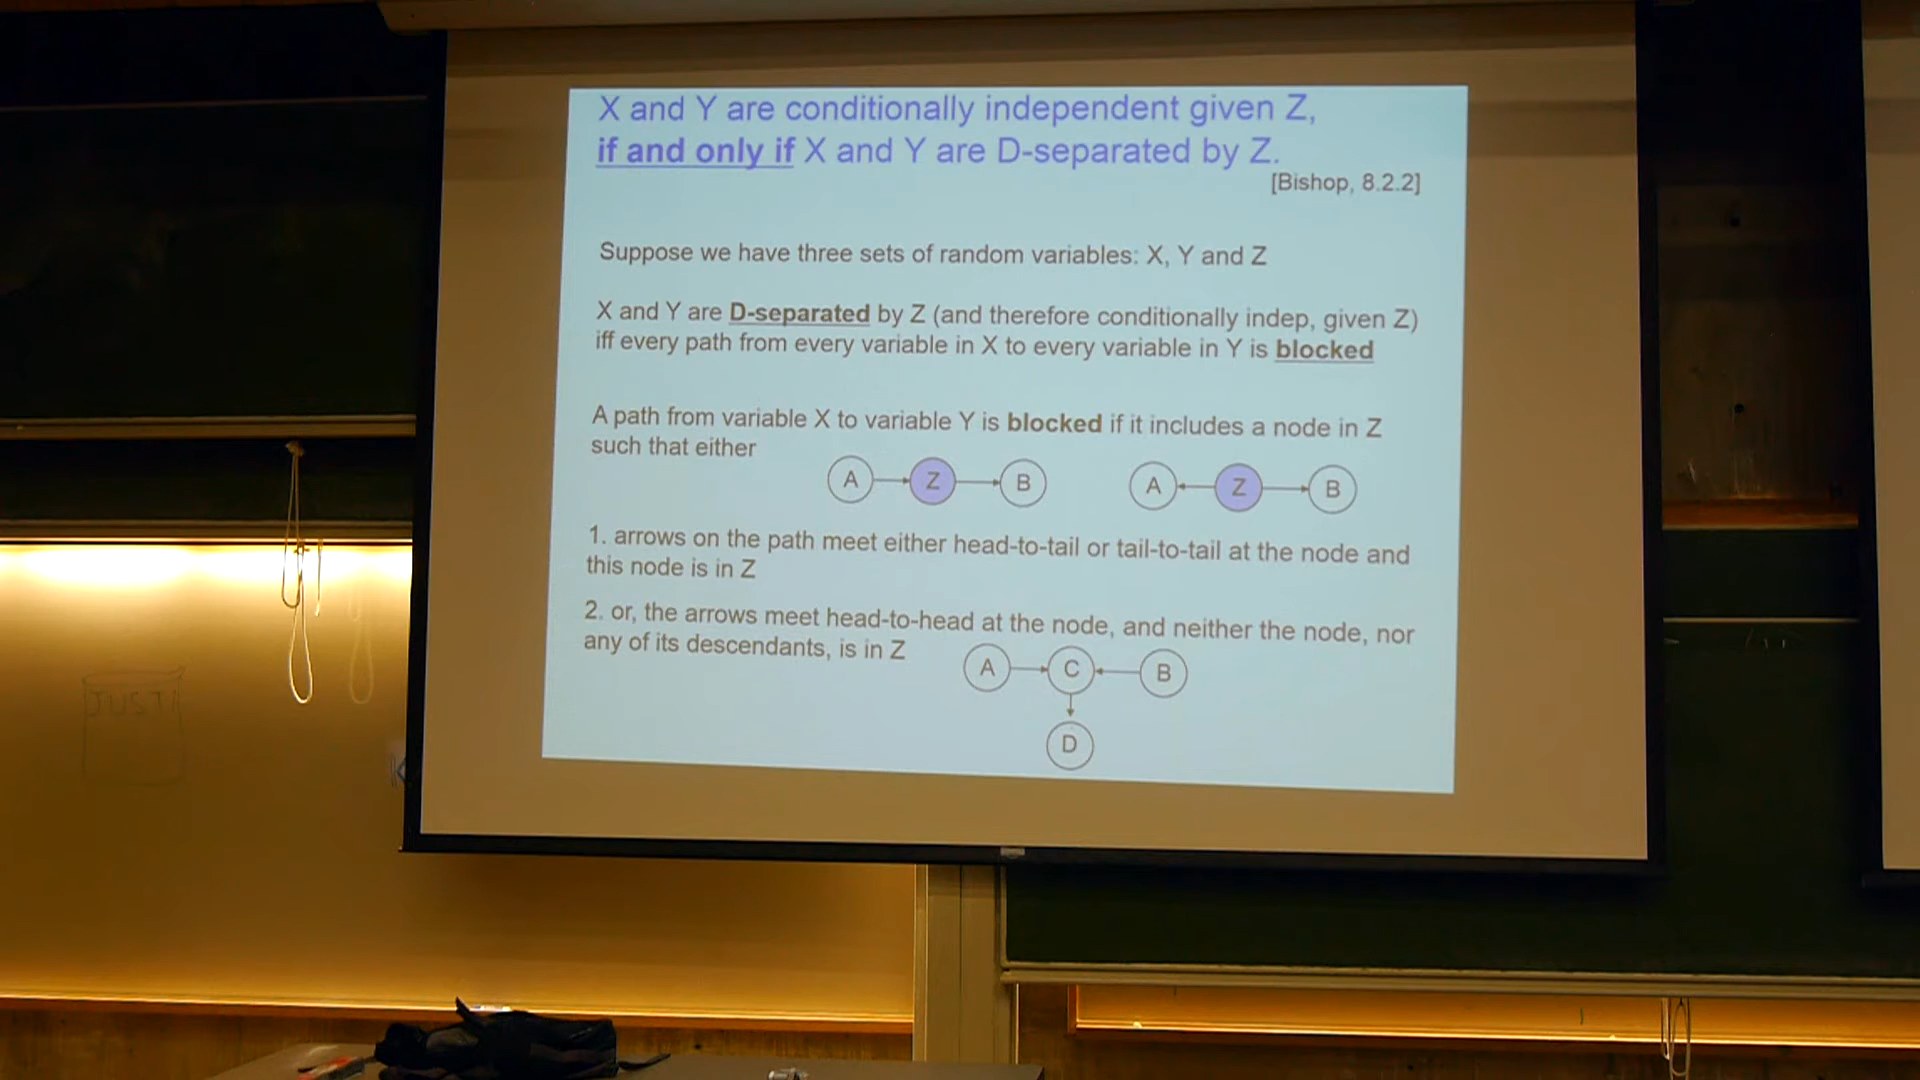 X and Y are conditionally independent given Z,
if and only if X and Y are D-separated by Z.
[Bishop, 8.2.2]
Suppose we have three sets of random variables: X, Y and Z
X and Y are D-separated by Z (and therefore conditionally indep, given Z)
iff every path from every variable in X to every variable in Y is blocked
A path from variable X to variable Y is blocked if it includes a node in Z
such that either
A Z B A Z B
1. arrows on the path meet either head-to-tail or tail-to-tail at the node and
this node is in Z
2. or, the arrows meet head-to-head at the node, and neither the node, nor
any of its descendants, is in Z
A C B
D